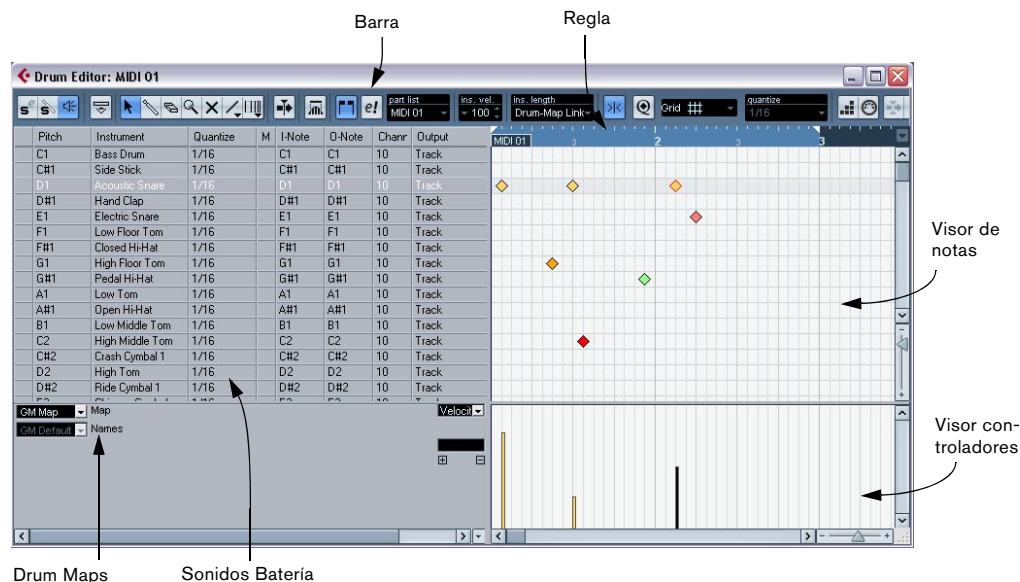 Barra
Regla
Drum Editor: MIDI 01
part list
MIDI 01
ins. vel.
100
ins. length
Drum-Map Link
Grid
quantize
1/16
Pitch Instrument Quantize M I-Note O-Note Chanr Output
MIDI 01 3 2 3 3
C1 Bass Drum 1/16 C1 C1 10 Track
C#1 Side Stick 1/16 C#1 C#1 10 Track
D1 Acoustic Snare 1/16 D1 D1 10 Track
D#1 Hand Clap 1/16 D#1 D#1 10 Track
E1 Electric Snare 1/16 E1 E1 10 Track
F1 Low Floor Tom 1/16 F1 F1 10 Track
F#1 Closed Hi-Hat 1/16 F#1 F#1 10 Track
G1 High Floor Tom 1/16 G1 G1 10 Track
G#1 Pedal Hi-Hat 1/16 G#1 G#1 10 Track
A1 Low Tom 1/16 A1 A1 10 Track
A#1 Open Hi-Hat 1/16 A#1 A#1 10 Track
B1 Low Middle Tom 1/16 B1 B1 10 Track
C2 High Middle Tom 1/16 C2 C2 10 Track
C#2 Crash Cymbal 1 1/16 C#2 C#2 10 Track
D2 High Tom 1/16 D2 D2 10 Track
D#2 Ride Cymbal 1 1/16 D#2 D#2 10 Track
Visor de
notas
GM Map Map Velocit
GM Default Names
Visor con-
troladores
Drum Maps
Sonidos Batería